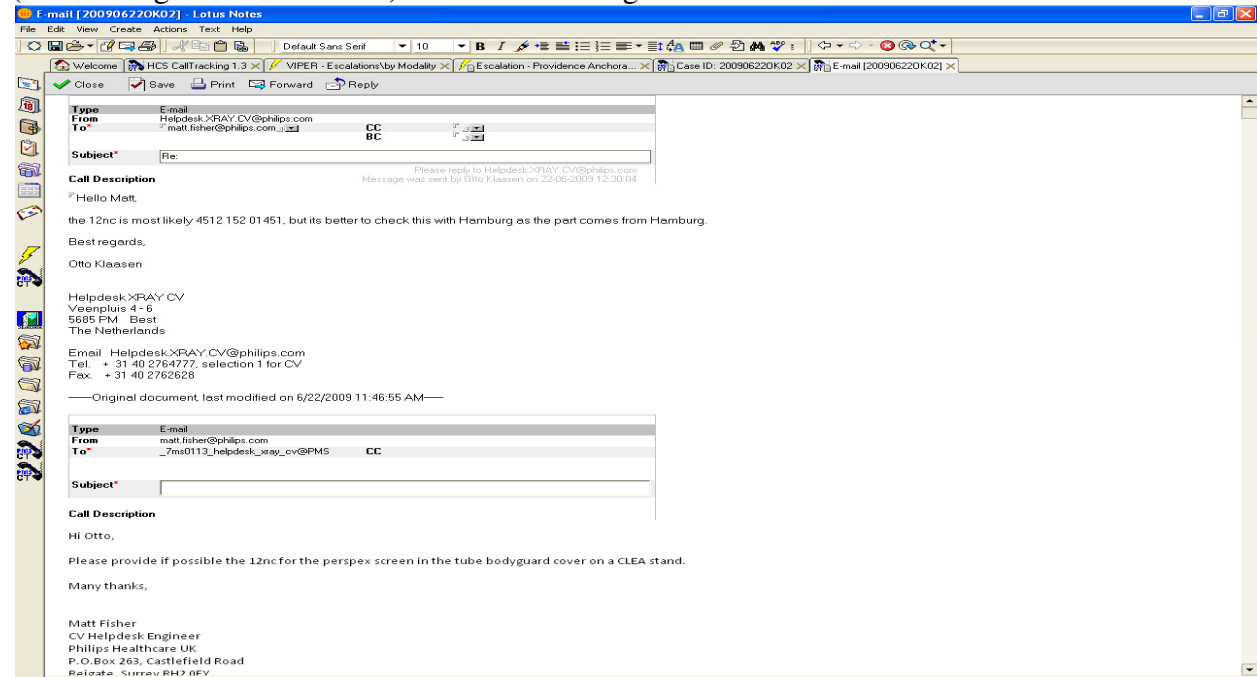 E-mail [20090622OK02] - Lotus Notes
File Edit View Create Actions Text Help
Default Sans Serif 10 B I
Welcome HCS CallTracking 1.3 VIPER - Escalations\by Modality Escalation - Providence Anchora... Case ID: 20090622OK02 E-mail [20090622OK02]
Close Save Print Forward Reply
Type E-mail
From Helpdesk.XRAY.CV@philips.com
To* matt.fisher@philips.com CC
BC
Subject* Re:
Please reply to Helpdesk.XRAY.CV@philips.com
Call Description Message was sent by Otto Klaasen on 22-06-2009 12:30:04
Hello Matt,
the 12nc is most likely 4512 152 01451, but its better to check this with Hamburg as the part comes from Hamburg.
Best regards,
Otto Klaasen
Helpdesk XRAY CV
Veenpluis 4 - 6
5685 PM Best
The Netherlands
Email Helpdesk.XRAY.CV@philips.com
Tel. + 31 40 2764777, selection 1 for CV
Fax. + 31 40 2762628
——Original document, last modified on 6/22/2009 11:46:55 AM——
Type E-mail
From matt.fisher@philips.com
To* _7ms0113_helpdesk_xray_cv@PMS CC
Subject*
Call Description
Hi Otto,
Please provide if possible the 12nc for the perspex screen in the tube bodyguard cover on a CLEA stand.
Many thanks,
Matt Fisher
CV Helpdesk Engineer
Philips Healthcare UK
P.O.Box 263, Castlefield Road
Reigate, Surrey RH2 0FY